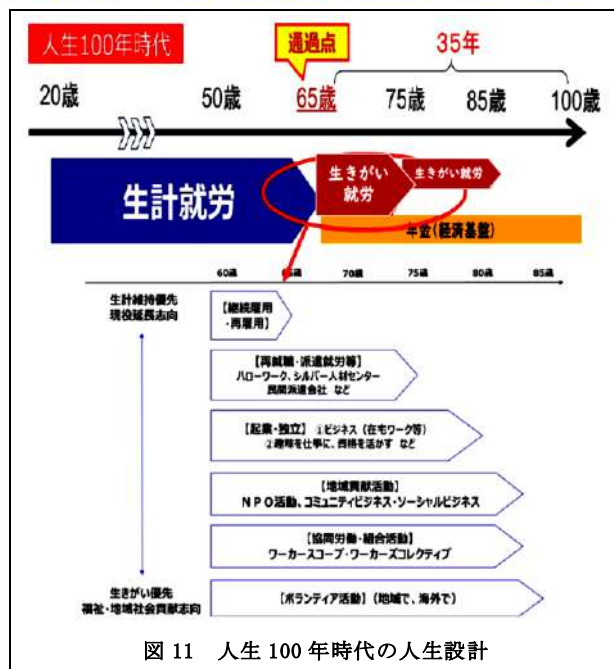 人生100年時代
通過点
35年
20歳
50歳
65歳
75歳
85歳
100歳
生計就労
生きがい
就労
生きがい就労
年金(経済基盤)
60歳
65歳
70歳
75歳
80歳
85歳
生計維持優先
現役延長志向
【継続雇用
・再雇用】
【再就職・派遣就労等】
ハローワーク、シルバー人材センター
民間派遣会社 など
【起業・独立】 ①ビジネス（在宅ワーク等）
②趣味を仕事に、資格を活かす など
【地域貢献活動】
NPO活動、コミュニティビジネス・ソーシャルビジネス
【協同労働・組合活動】
ワーカースコープ・ワーカーズコレクティブ
生きがい優先
福祉・地域社会貢献志向
【ボランティア活動】（地域で、海外で）
図 11 人生 100 年時代の人生設計